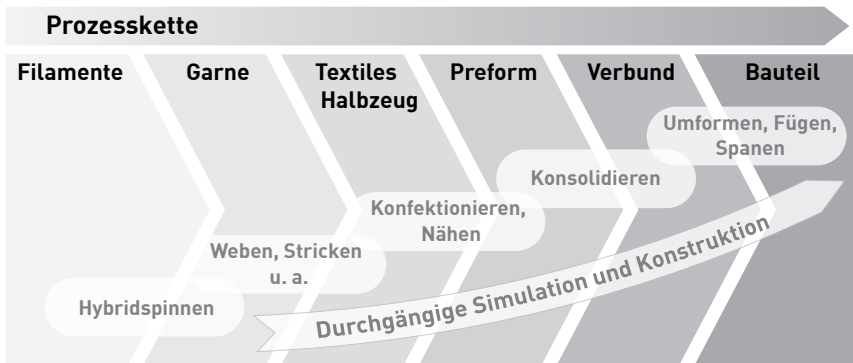 Prozesskette
Filamente
Garne
Textiles
Halbzeug
Preform
Verbund
Bauteil
Umformen, Fügen,
Spanen
Konsolidieren
Konfektionieren,
Nähen
Weben, Stricken
u. a.
Hybridspinnen
Durchgängige Simulation und Konstruktion